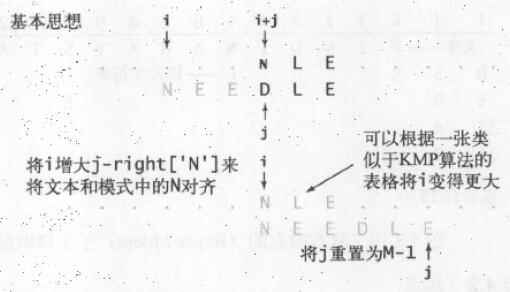 基本思想 i i+j
. . . . . . N L E . . . . . .
N E E D L E
j
将i增大j-right['N']来 i
将文本和模式中的N对齐
可以根据一张类
似于KMP算法的
表格将i变得更大
. . . . . . N L E . . . . . .
N E E D L E
将j重置为M-1
j